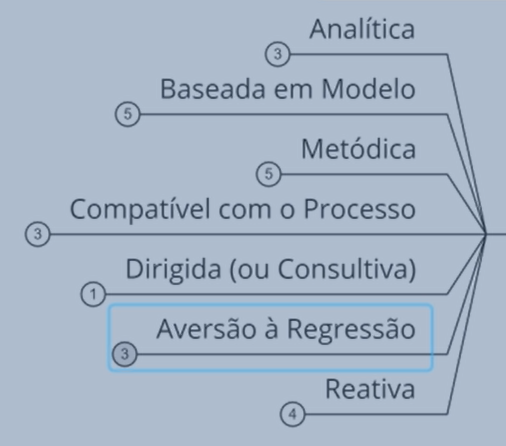 Analítica
3
Baseada em Modelo
5
Metódica
5
Compatível com o Processo
3
Dirigida (ou Consultiva)
1
Aversão à Regressão
3
Reativa
4